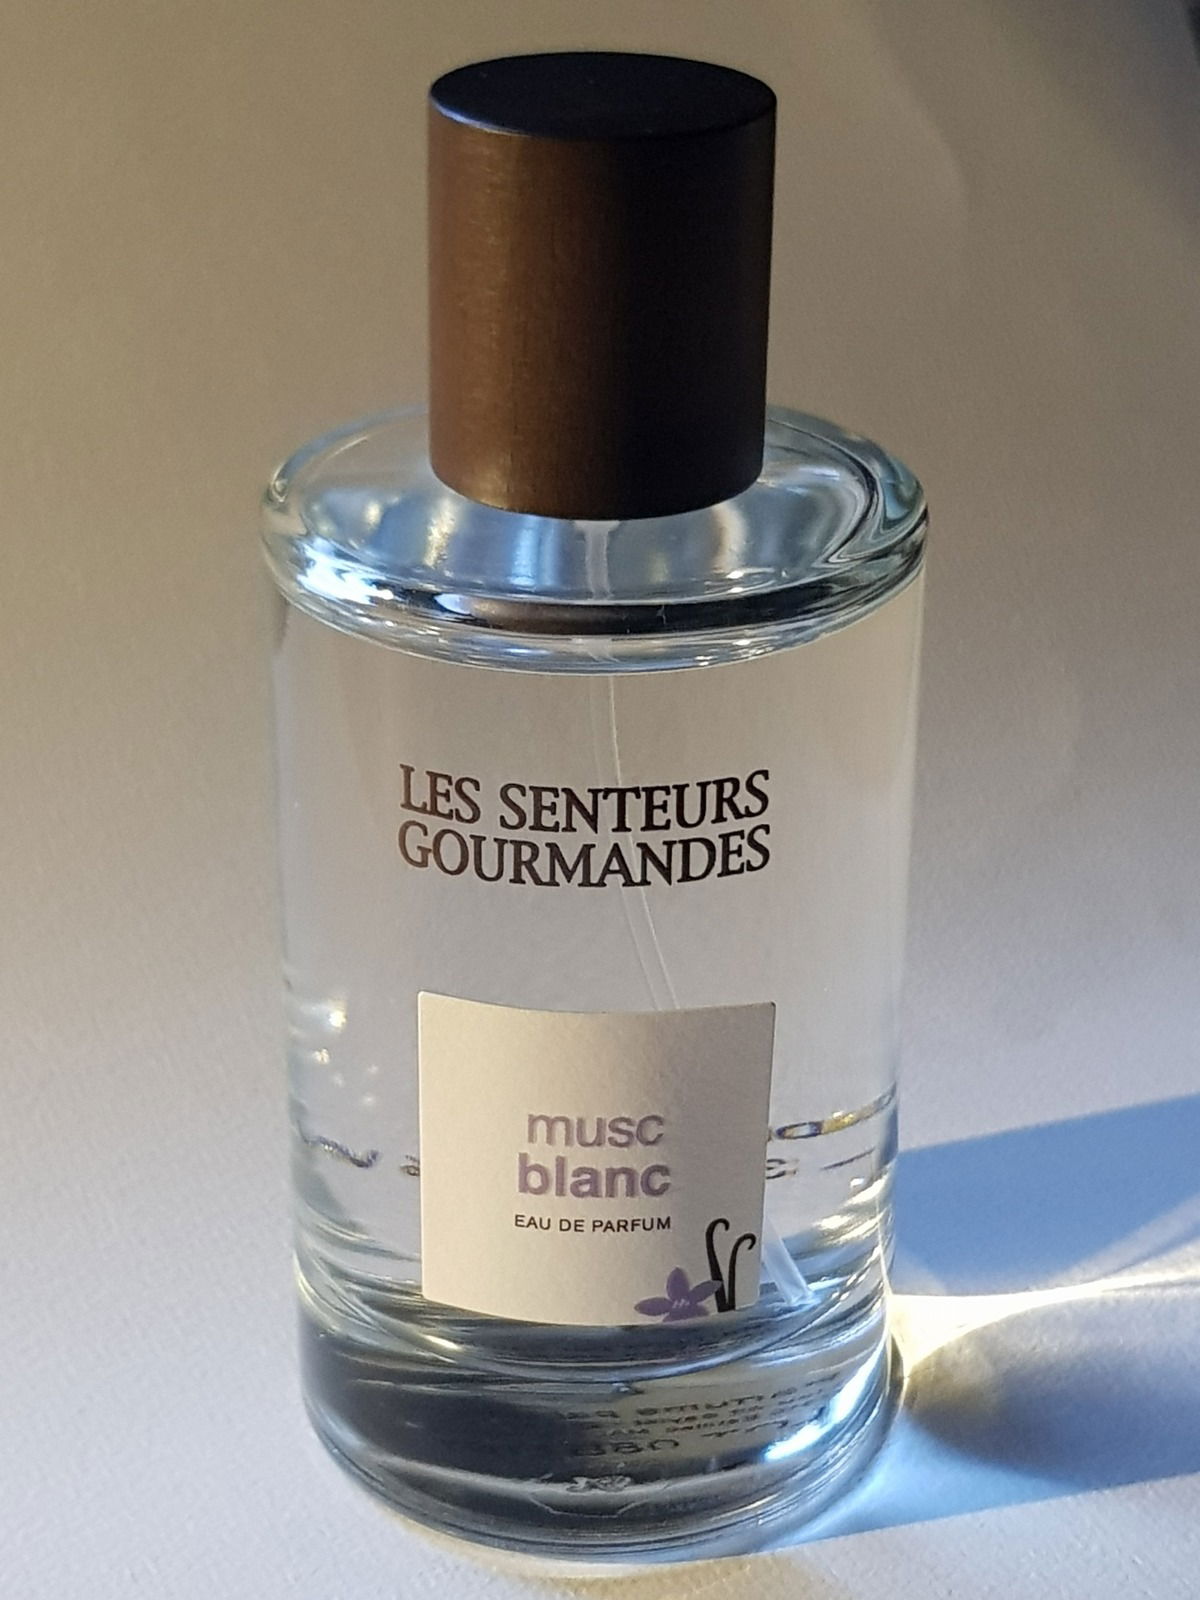 LES SENTEURS
GOURMANDES
musc
blanc
EAU DE PARFUM